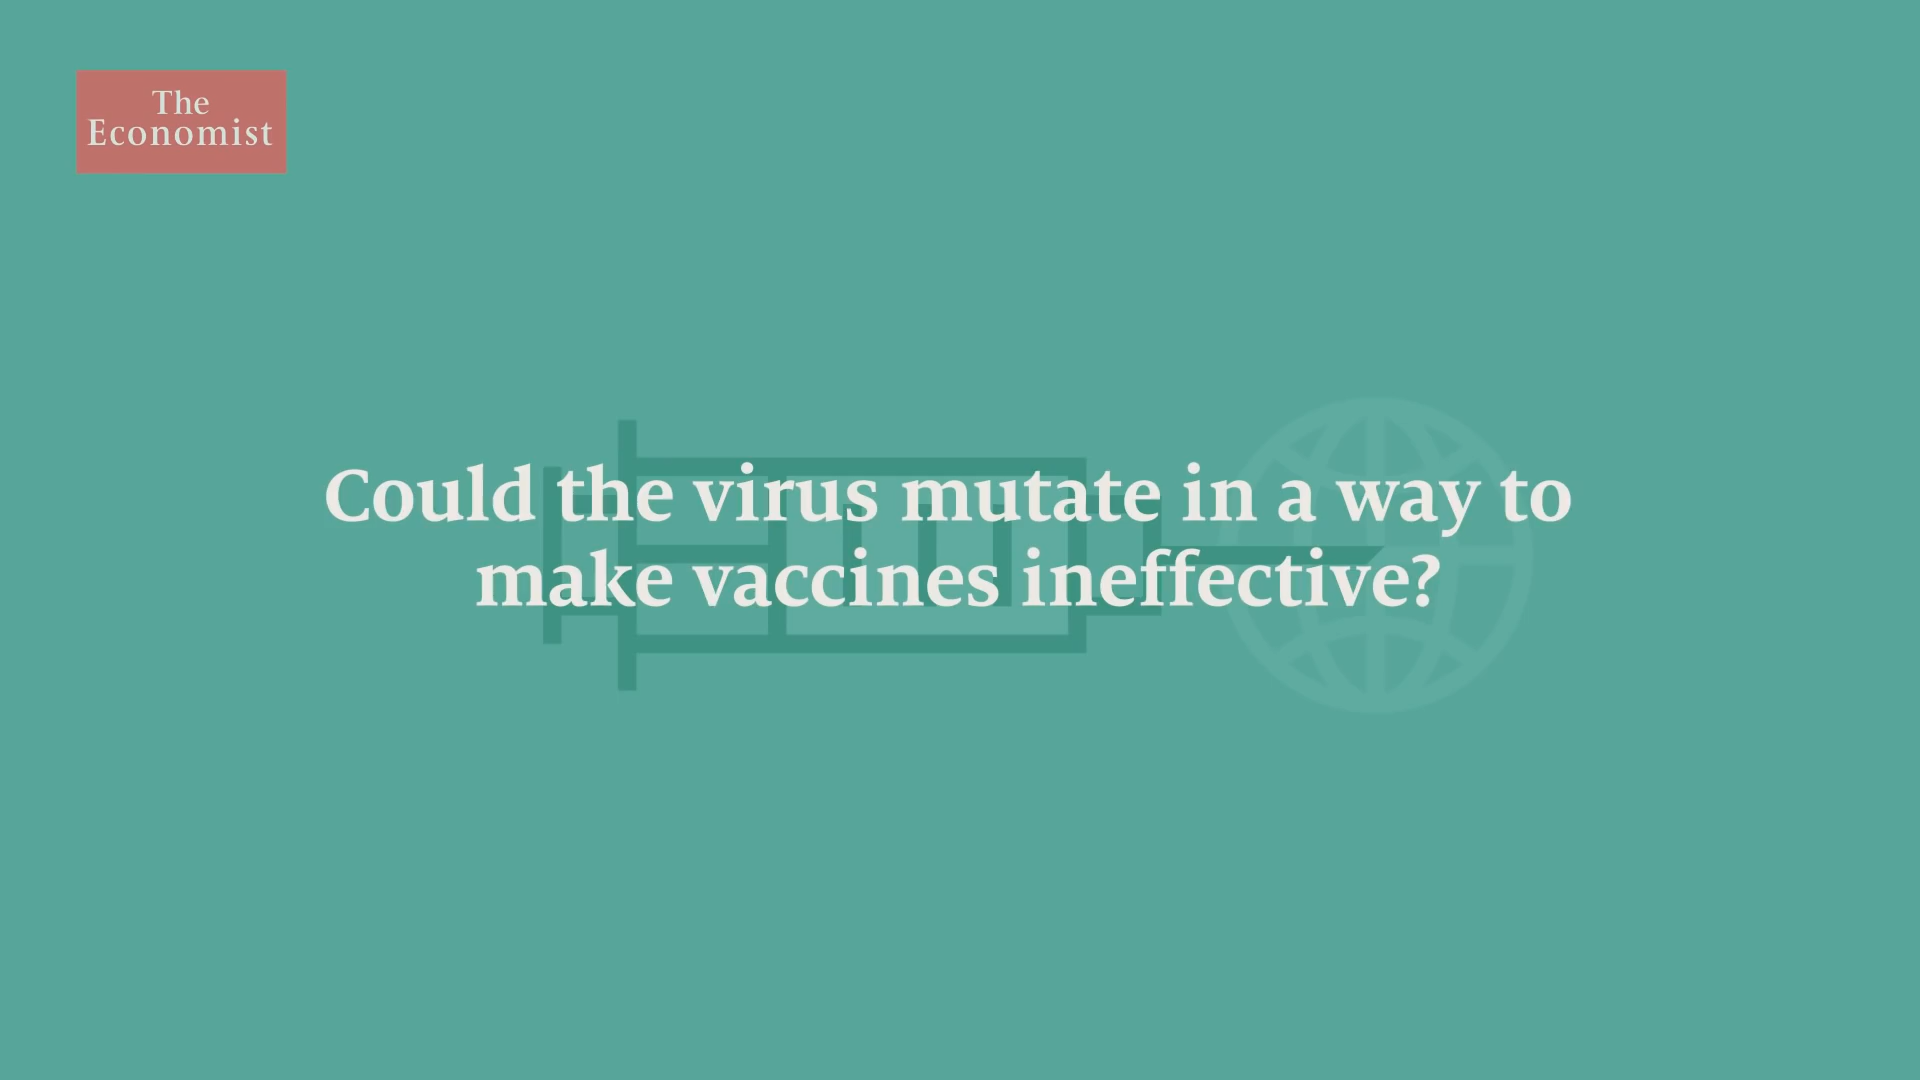 The
Economist
Could the virus mutate in a way to
make vaccines ineffective?